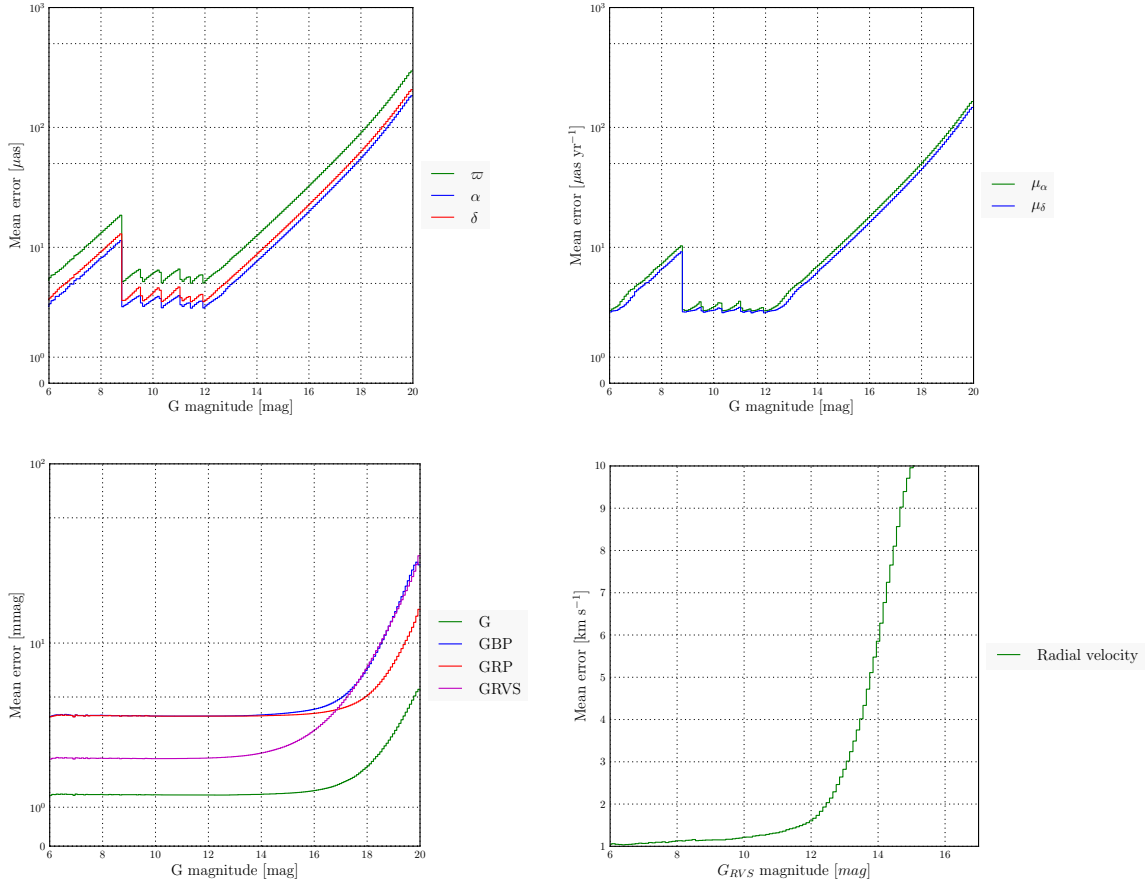 10³
10²
10¹
10⁰
0
6 8 10 12 14 16 18 20
G magnitude [mag]
Mean error [µas]
ϖ
α
δ
10³
10²
10¹
10⁰
0
6 8 10 12 14 16 18 20
G magnitude [mag]
Mean error [µas yr⁻¹]
μα
μδ
10²
10¹
10⁰
0
6 8 10 12 14 16 18 20
G magnitude [mag]
Mean error [mmag]
G
GBP
GRP
GRVS
10
9
8
7
6
5
4
3
2
1
6 8 10 12 14 16
G_RVS magnitude [mag]
Mean error [km s⁻¹]
Radial velocity